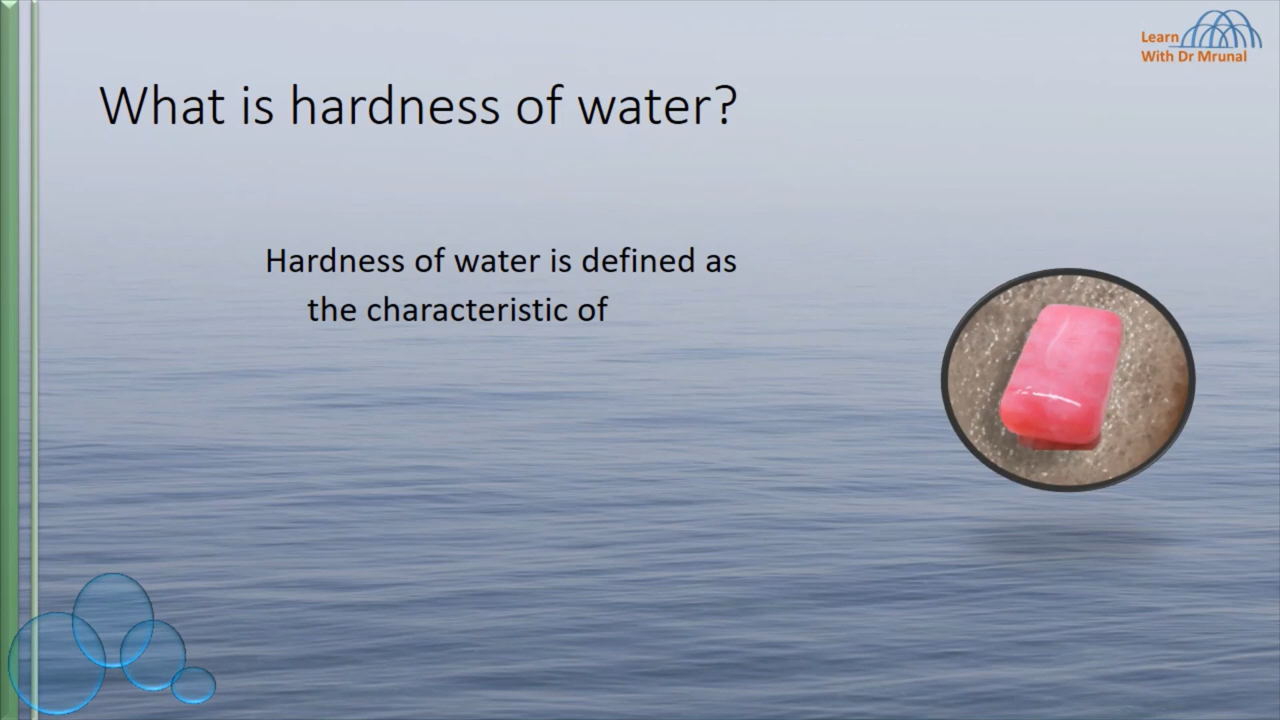 Learn
With Dr Mrunal
What is hardness of water?
Hardness of water is defined as
the characteristic of